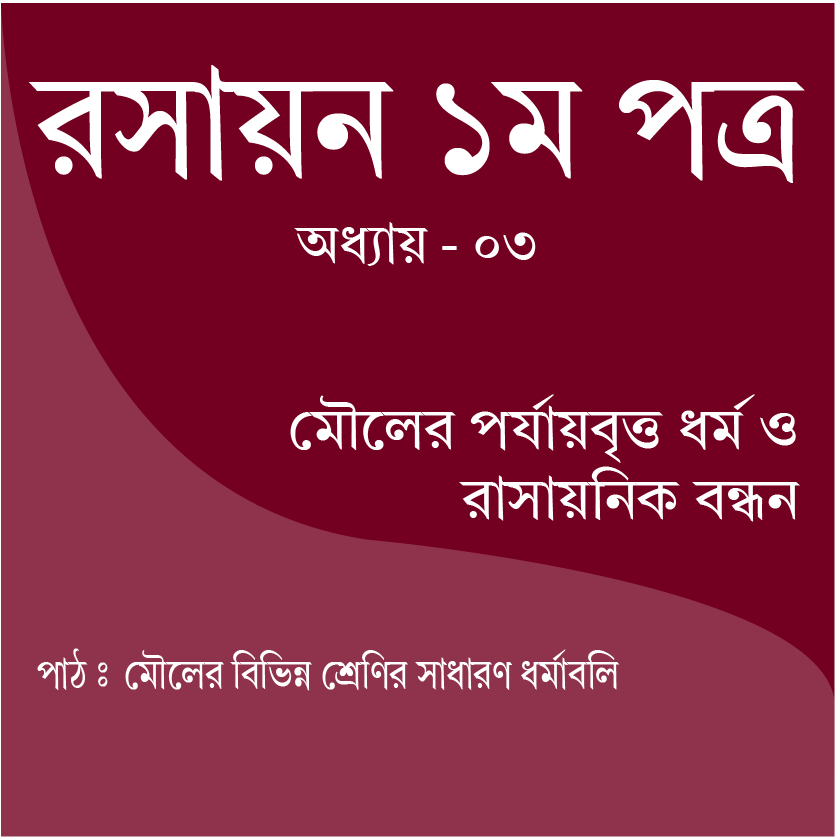 রসায়ন ১ম পত্র
অধ্যায় - ০৩
মৌলের পর্যায়বৃত্ত ধর্ম ও
রাসায়নিক বন্ধন
পাঠ ঃ মৌলের বিভিন্ন শ্রেণির সাধারণ ধর্মাবলি